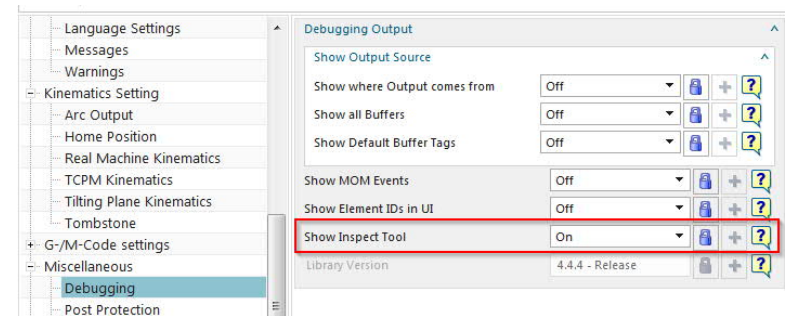 Language Settings
Messages
Warnings
Kinematics Setting
Arc Output
Home Position
Real Machine Kinematics
TCPM Kinematics
Tilting Plane Kinematics
Tombstone
G-/M-Code settings
Miscellaneous
Debugging
Post Protection
Debugging Output
Show Output Source
Show where Output comes from Off
Show all Buffers Off
Show Default Buffer Tags Off
Show MOM Events Off
Show Element IDs in UI Off
Show Inspect Tool On
Library Version 4.4.4 - Release